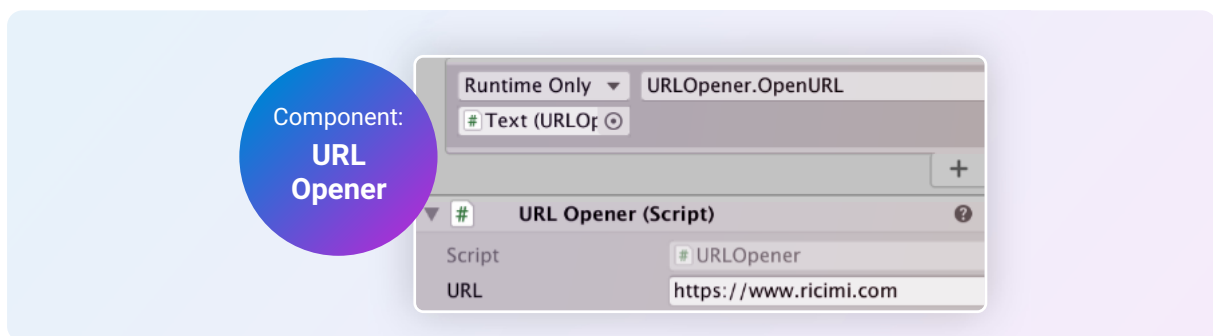 Component:
URL
Opener
Runtime Only URLOpener.OpenURL
# Text (URLOp
+
# URL Opener (Script) ?
Script # URLOpener
URL https://www.ricimi.com